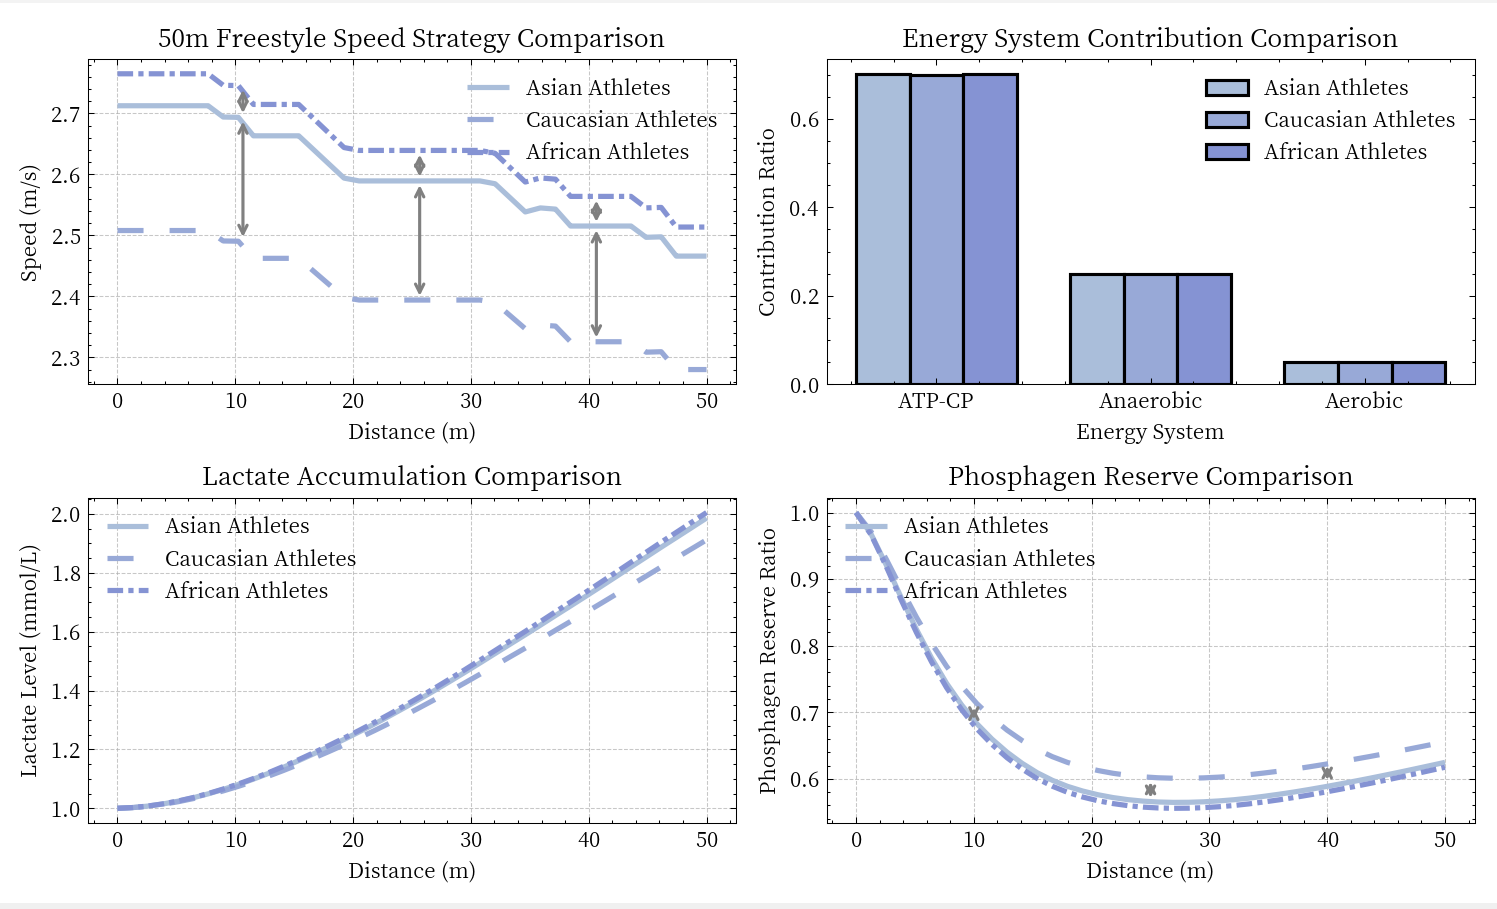 50m Freestyle Speed Strategy Comparison
Speed (m/s)
2.7
2.6
2.5
2.4
2.3
Asian Athletes
Caucasian Athletes
African Athletes
0 10 20 30 40 50
Distance (m)
Energy System Contribution Comparison
Contribution Ratio
0.6
0.4
0.2
0.0
Asian Athletes
Caucasian Athletes
African Athletes
ATP-CP Anaerobic Aerobic
Energy System
Lactate Accumulation Comparison
Lactate Level (mmol/L)
2.0
1.8
1.6
1.4
1.2
1.0
Asian Athletes
Caucasian Athletes
African Athletes
0 10 20 30 40 50
Distance (m)
Phosphagen Reserve Comparison
Phosphagen Reserve Ratio
1.0
0.9
0.8
0.7
0.6
Asian Athletes
Caucasian Athletes
African Athletes
0 10 20 30 40 50
Distance (m)